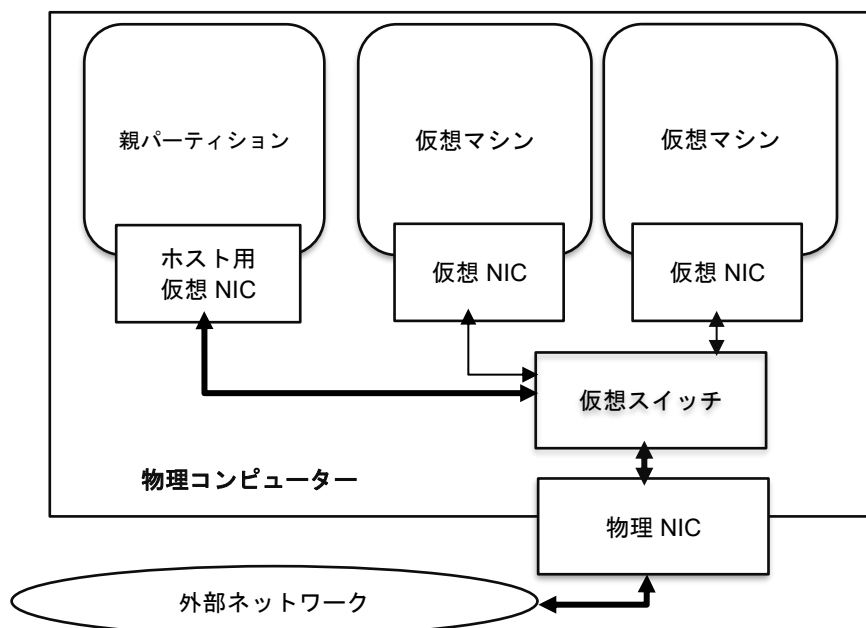 親パーティション
仮想マシン
仮想マシン
ホスト用
仮想 NIC
仮想 NIC
仮想 NIC
仮想スイッチ
物理コンピューター
物理 NIC
外部ネットワーク